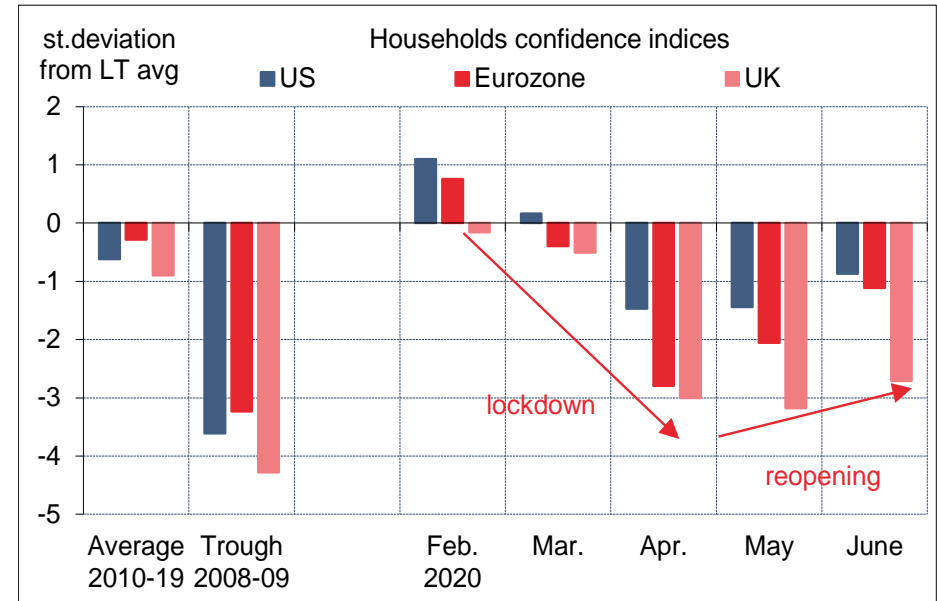 st.deviation
from LT avg
Households confidence indices
US Eurozone UK
2
1
0
-1
-2
-3
-4
-5
lockdown
reopening
Average Trough Feb. Mar. Apr. May June
2010-19 2008-09 2020